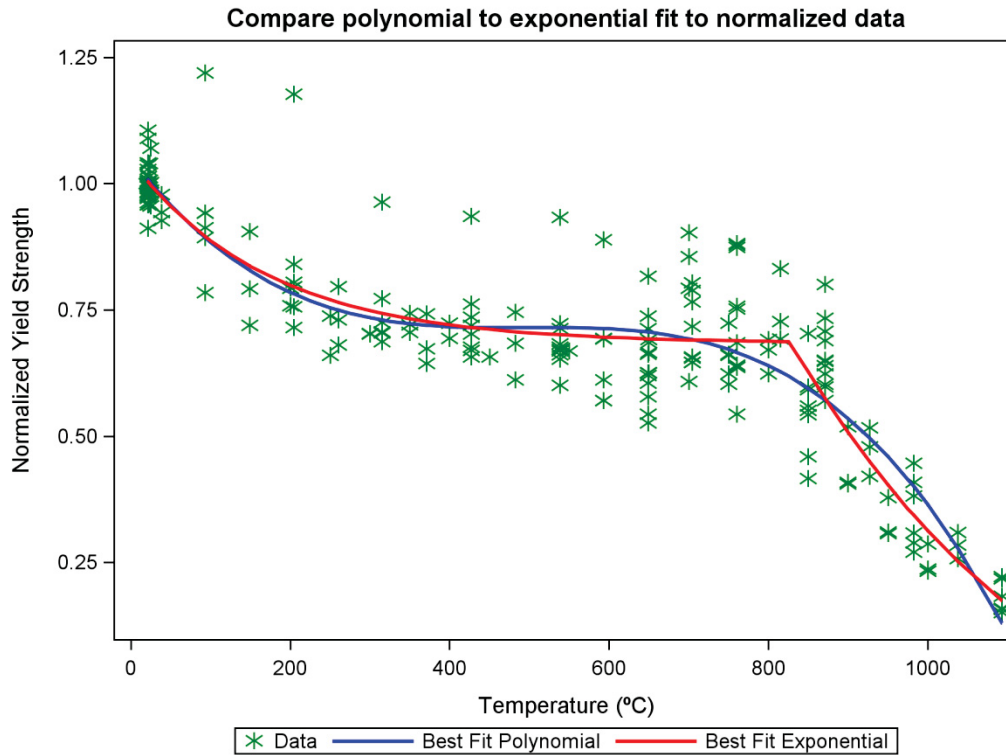 Compare polynomial to exponential fit to normalized data
1.25
1.00
0.75
0.50
0.25
Normalized Yield Strength
0 200 400 600 800 1000
Temperature (ºC)
Data Best Fit Polynomial Best Fit Exponential